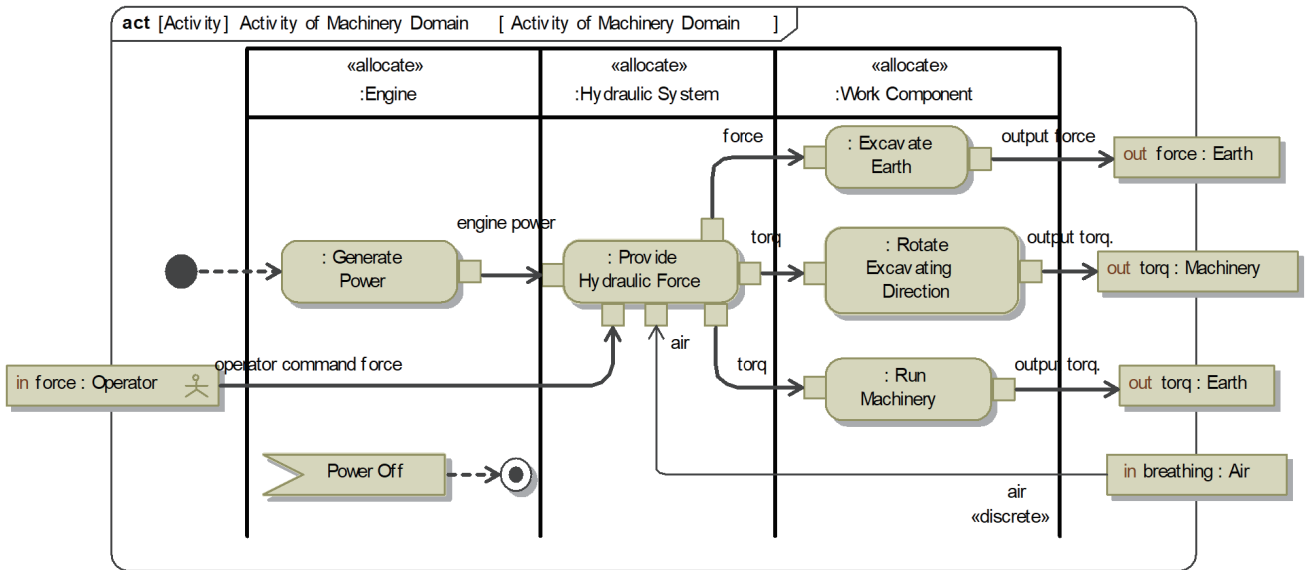 act [Activity] Activity of Machinery Domain [ Activity of Machinery Domain ]
«allocate»
:Engine
«allocate»
:Hydraulic System
«allocate»
:Work Component
force
: Excavate
Earth
output force
out force : Earth
engine power
: Generate
Power
: Provide
Hydraulic Force
torq
: Rotate
Excavating
Direction
output torq.
out torq : Machinery
air
operator command force
in force : Operator
torq
: Run
Machinery
output torq.
out torq : Earth
Power Off
in breathing : Air
air
«discrete»